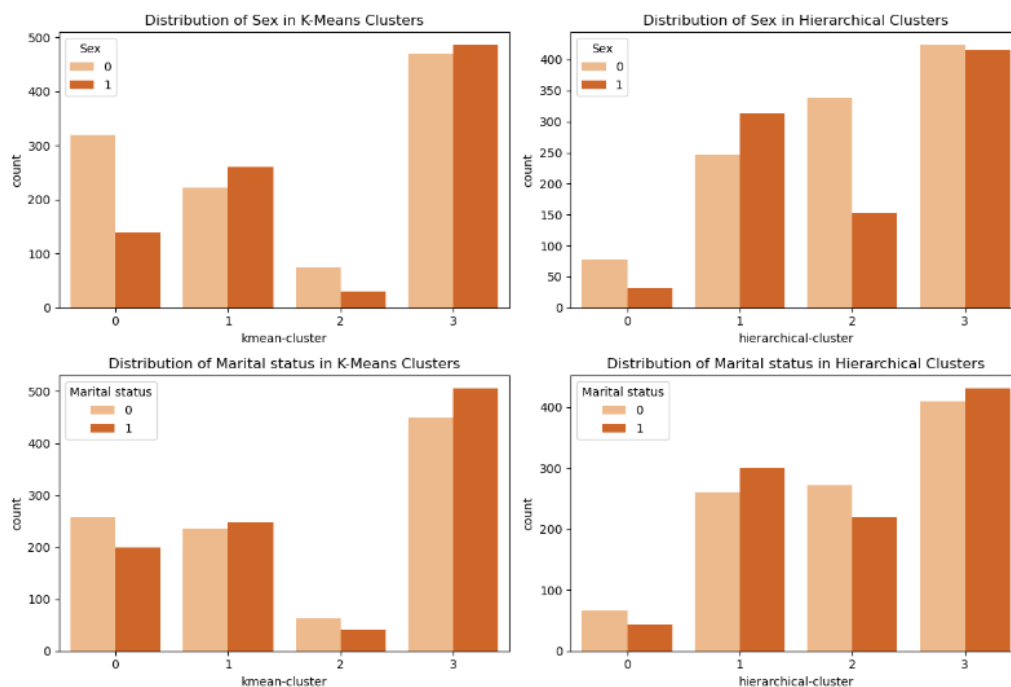 Distribution of Sex in K-Means Clusters
Sex
0
1
500
400
300
200
100
0
count
0 1 2 3
kmean-cluster
Distribution of Sex in Hierarchical Clusters
Sex
0
1
400
350
300
250
200
150
100
50
0
count
0 1 2 3
hierarchical-cluster
Distribution of Marital status in K-Means Clusters
Marital status
0
1
500
400
300
200
100
0
count
0 1 2 3
kmean-cluster
Distribution of Marital status in Hierarchical Clusters
Marital status
0
1
400
300
200
100
0
count
0 1 2 3
hierarchical-cluster